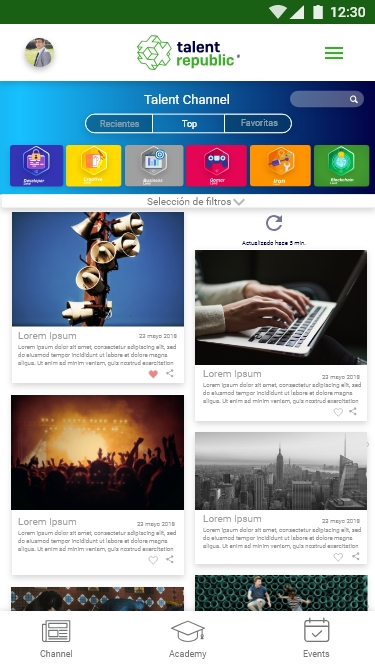 12:30
talent
republic
Talent Channel
Recientes
Top
Favoritas
Developer
Creative
Business
Gamer
Iron
Blockchain
Selección de filtros
Actualizado hace 5 min.
Lorem Ipsum
23 mayo 2018
Lorem ipsum dolor sit amet, consectetur adipiscing elit, sed
do eiusmod tempor incididunt ut labore et dolore magna
aliqua. Ut enim ad minim veniam, quis nostrud exercitation
Lorem Ipsum
23 mayo 2018
Lorem ipsum dolor sit amet, consectetur adipiscing elit, sed
do eiusmod tempor incididunt ut labore et dolore magna
aliqua. Ut enim ad minim veniam, quis nostrud exercitation
Lorem Ipsum
23 mayo 2018
Lorem ipsum dolor sit amet, consectetur adipiscing elit, sed
do eiusmod tempor incididunt ut labore et dolore magna
aliqua. Ut enim ad minim veniam, quis nostrud exercitation
Lorem Ipsum
23 mayo 2018
Lorem ipsum dolor sit amet, consectetur adipiscing elit, sed
do eiusmod tempor incididunt ut labore et dolore magna
aliqua. Ut enim ad minim veniam, quis nostrud exercitation
Channel
Academy
Events